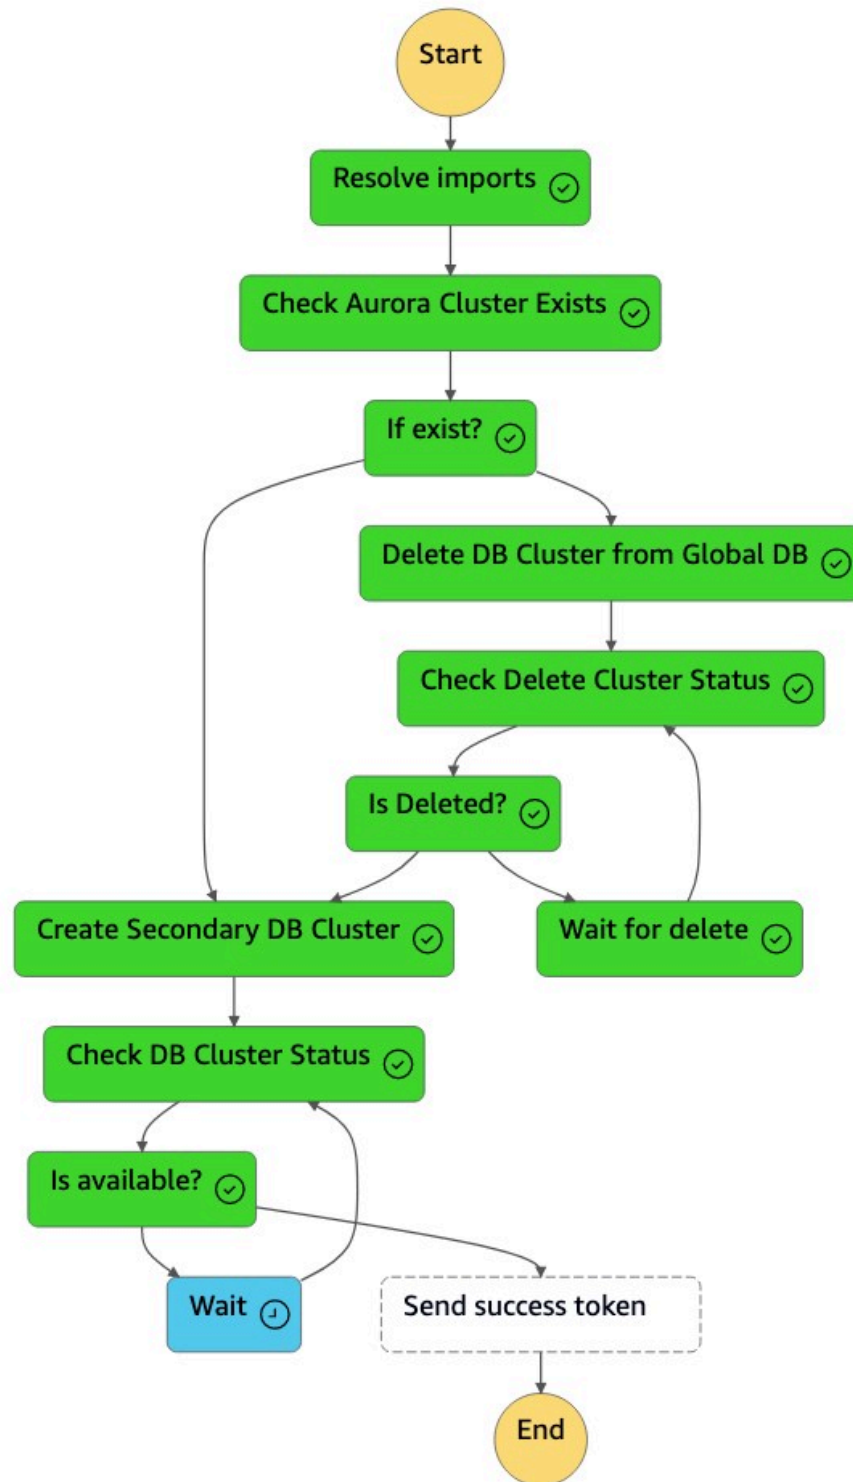 Start
Resolve imports
Check Aurora Cluster Exists
If exist?
Delete DB Cluster from Global DB
Check Delete Cluster Status
Is Deleted?
Create Secondary DB Cluster
Wait for delete
Check DB Cluster Status
Is available?
Wait
Send success token
End